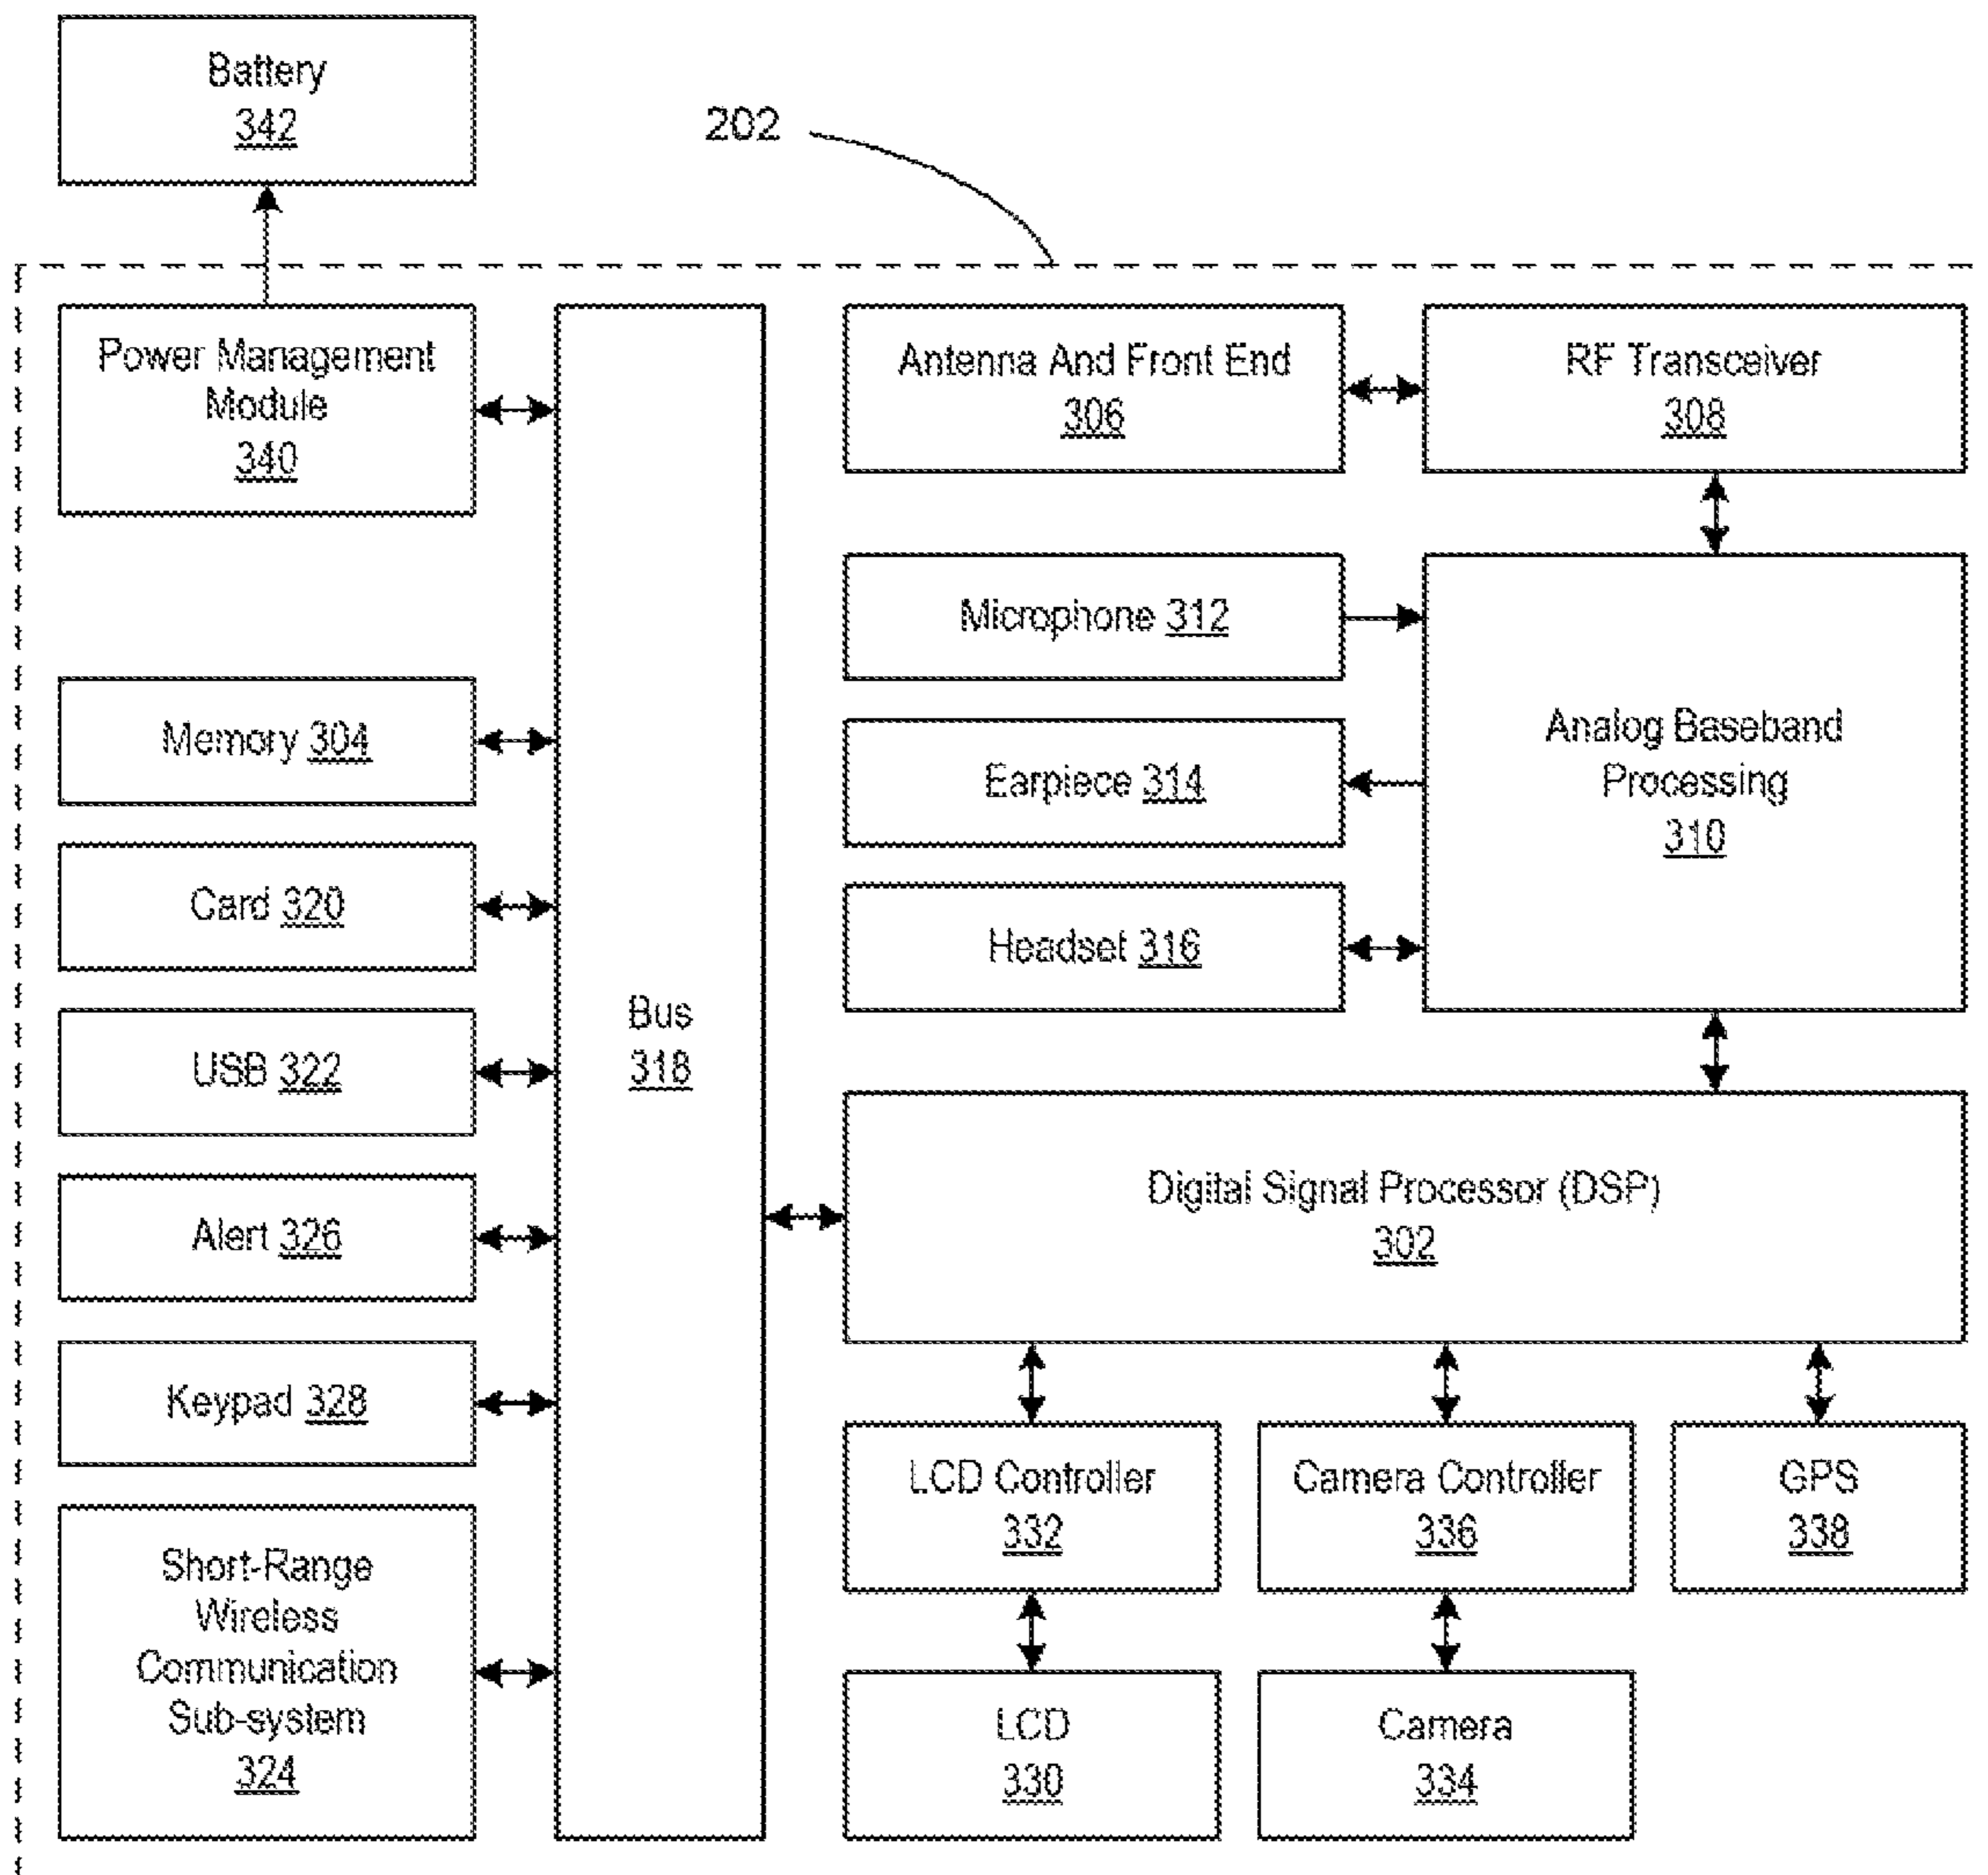 Battery
342
202
Power Management
Module
340
Antenna And Front End
306
RF Transceiver
308
Microphone 312
Earpiece 314
Headset 316
Analog Baseband
Processing
310
Memory 304
Card 320
USB 322
Alert 326
Keypad 328
Short-Range
Wireless
Communication
Sub-system
324
Bus
318
Digital Signal Processor (DSP)
302
LCD Controller
332
Camera Controller
336
GPS
338
LCD
330
Camera
334